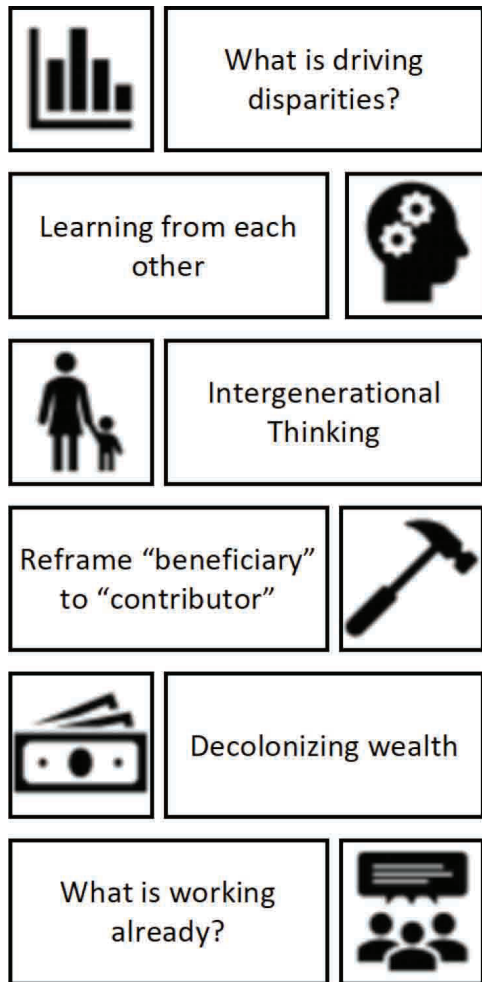 What is driving
disparities?
Learning from each
other
Intergenerational
Thinking
Reframe “beneficiary”
to “contributor”
Decolonizing wealth
What is working
already?